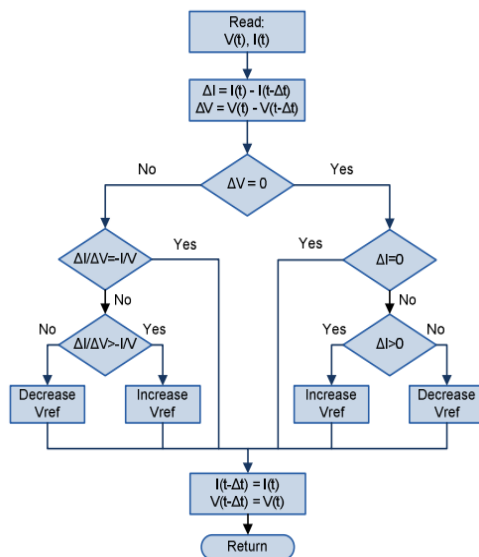 Read:
V(t), I(t)
ΔI = I(t) - I(t-Δt)
ΔV = V(t) - V(t-Δt)
No
ΔV = 0
Yes
ΔI/ΔV=-I/V
Yes
ΔI=0
No
No
No
ΔI/ΔV>-I/V
Yes
Yes
ΔI>0
No
Decrease
Vref
Increase
Vref
Increase
Vref
Decrease
Vref
I(t-Δt) = I(t)
V(t-Δt) = V(t)
Return